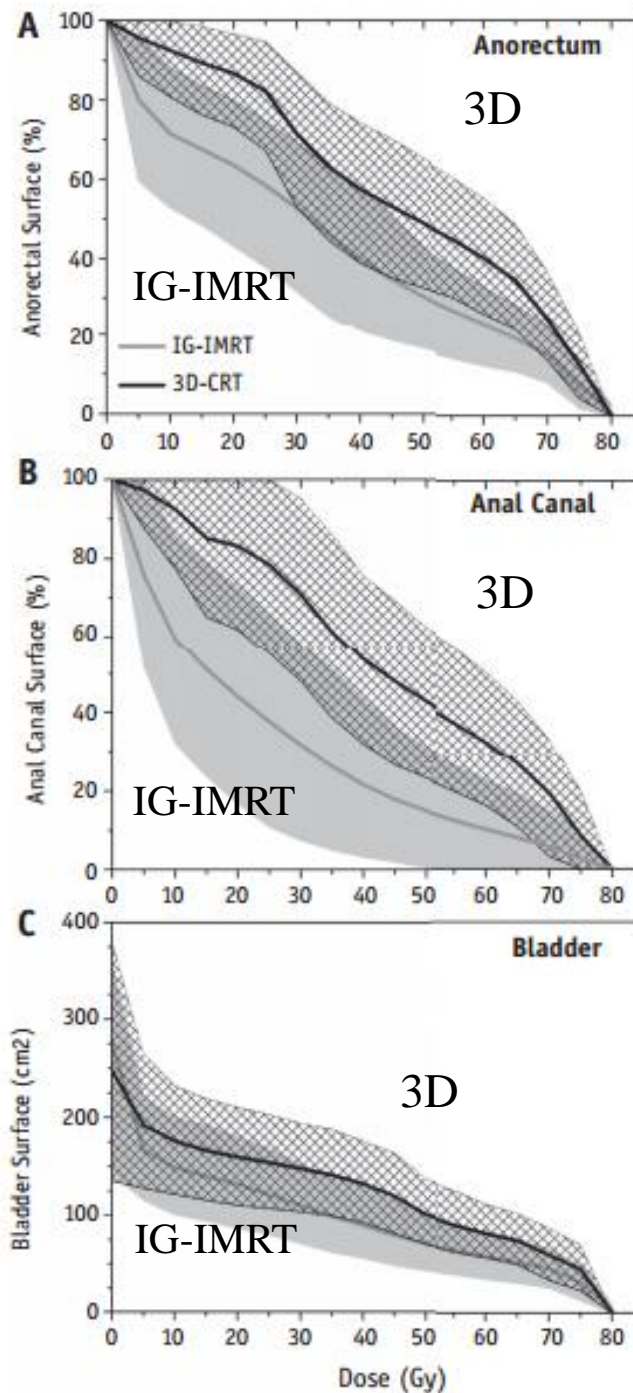 A
Anorectum
100
80
60
40
20
0
Anorectal Surface (%)
3D
IG-IMRT
IG-IMRT
3D-CRT
0 10 20 30 40 50 60 70 80
B
Anal Canal
100
80
60
40
20
0
Anal Canal Surface (%)
3D
IG-IMRT
0 10 20 30 40 50 60 70 80
C
Bladder
400
300
200
100
0
Bladder Surface (cm2)
3D
IG-IMRT
0 10 20 30 40 50 60 70 80
Dose (Gy)